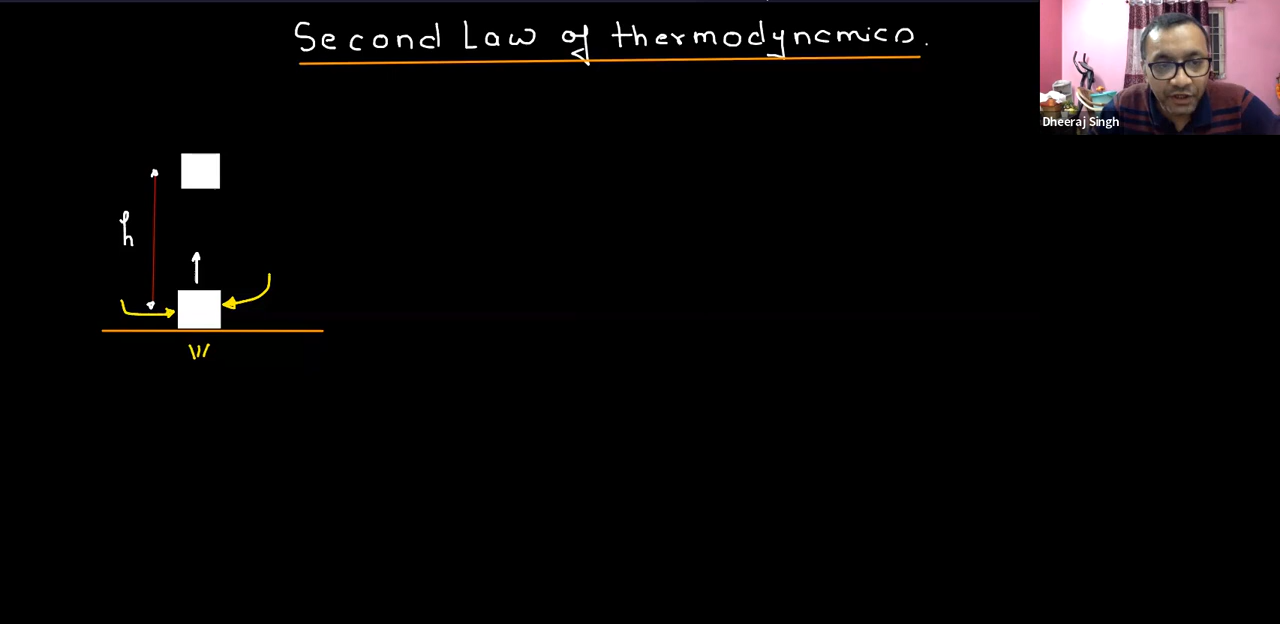 Second Law of thermodynamics.
Dheeraj Singh
h